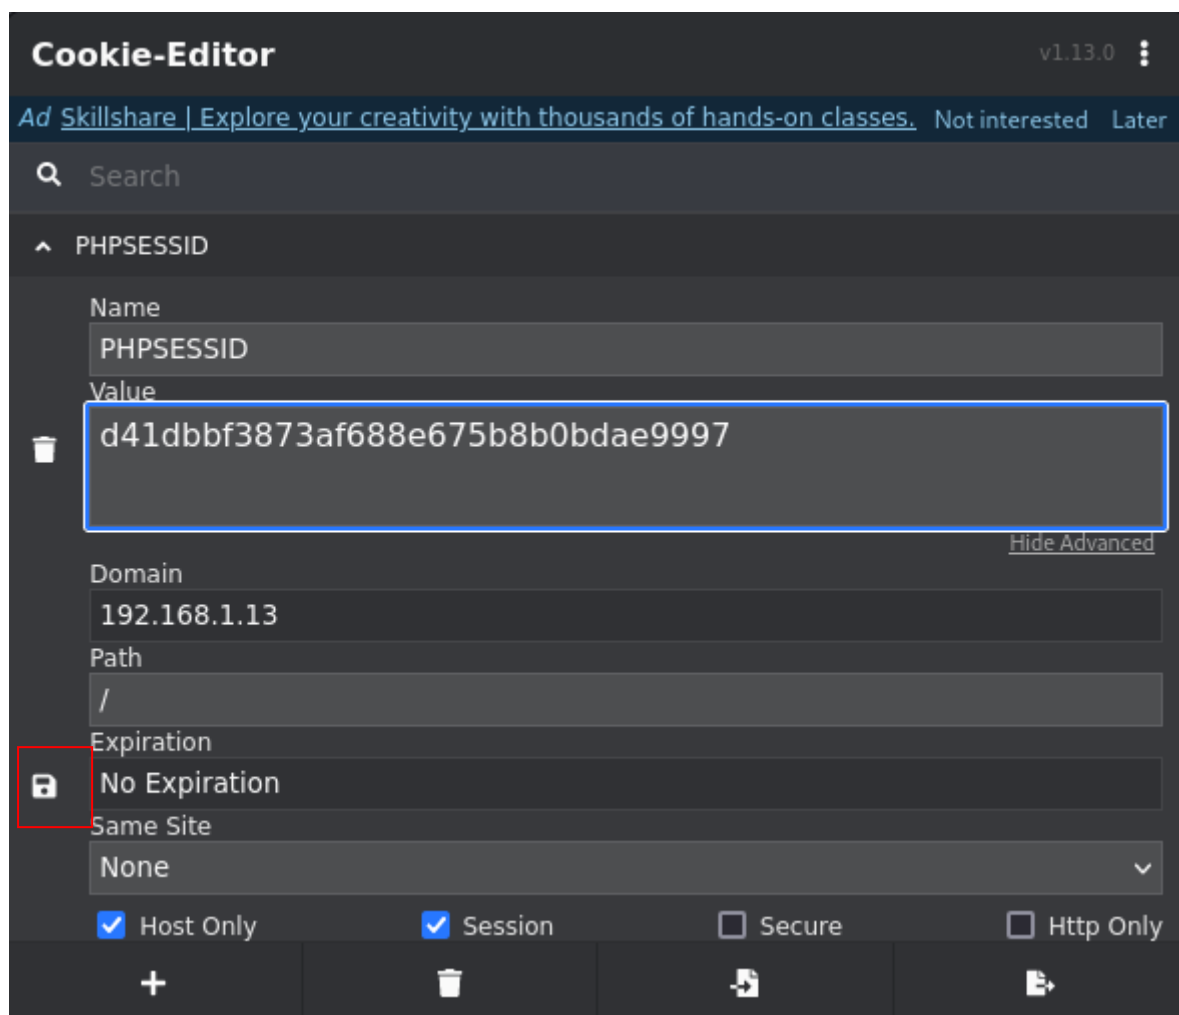 Cookie-Editor v1.13.0
Ad Skillshare | Explore your creativity with thousands of hands-on classes. Not interested Later
Search
PHPSESSID
Name
PHPSESSID
Value
d41dbbf3873af688e675b8b0bdae9997
Hide Advanced
Domain
192.168.1.13
Path
/
Expiration
No Expiration
Same Site
None
Host Only Session Secure Http Only